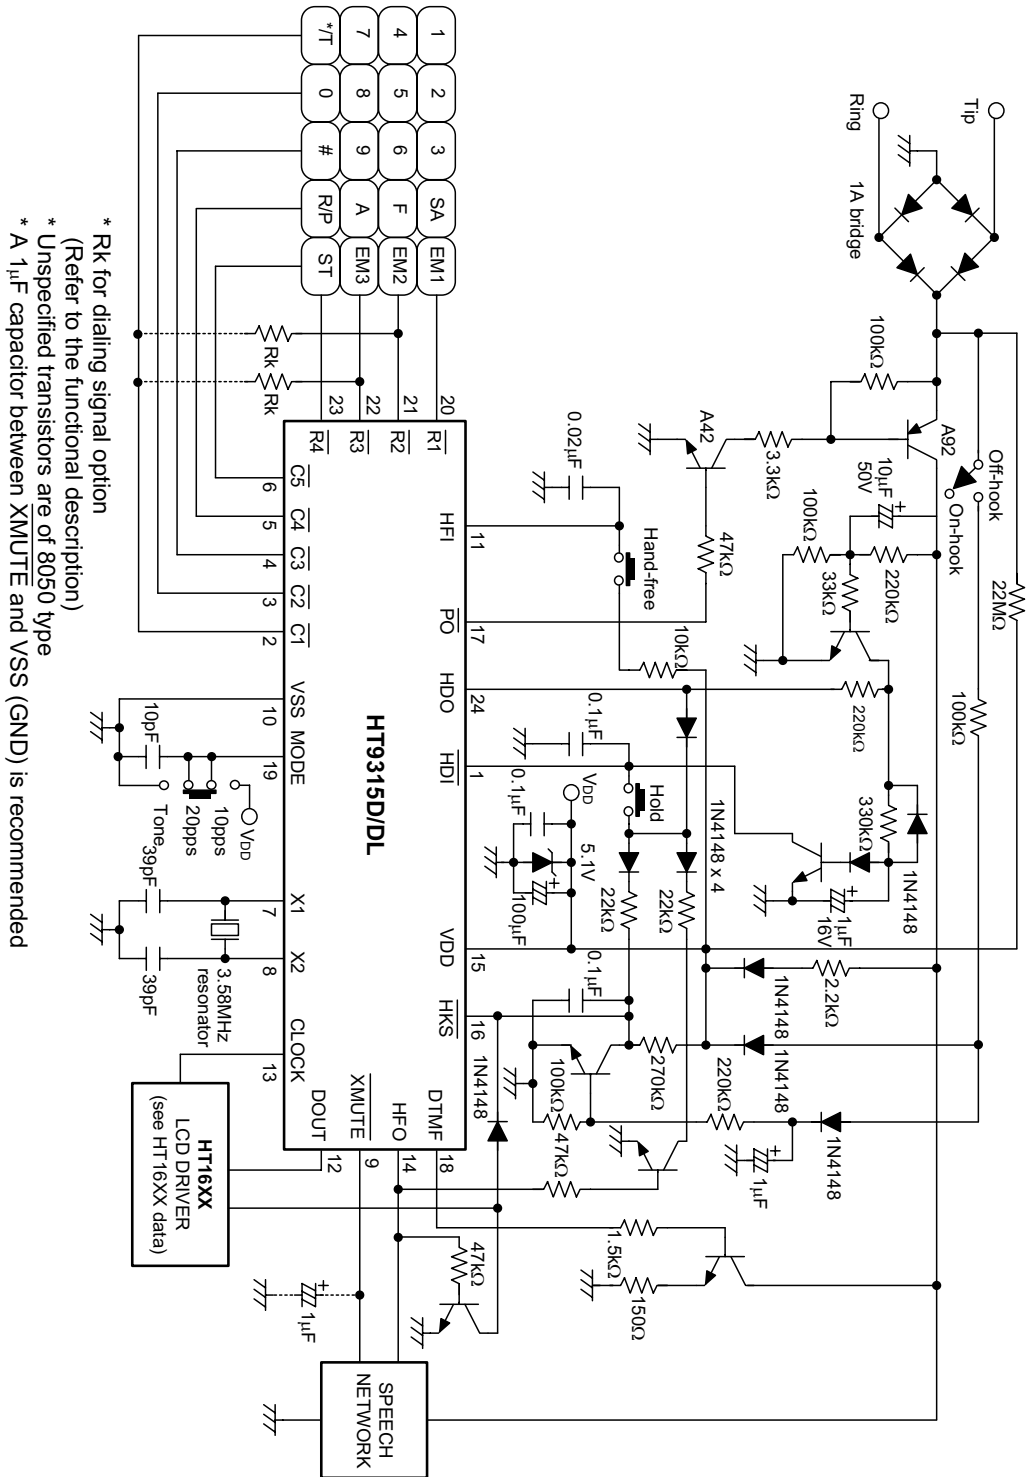 Tip
Ring
1A bridge
100kΩ
A92
Off-hook
On-hook
22MΩ
100kΩ
10µF
50V
220kΩ
100kΩ
33kΩ
3.3kΩ
A42
47kΩ
220kΩ
330kΩ
1N4148
1µF
16V
0.02µF
Hand-free
10kΩ
0.1µF
Hold
1N4148 x 4
22kΩ
22kΩ
VDD
0.1µF
5.1V
100µF
0.1µF
2.2kΩ
1N4148
1N4148
270kΩ
220kΩ
1N4148
100kΩ
1µF
47kΩ
1N4148
1.5kΩ
150Ω
47kΩ
1µF
SPEECH
NETWORK
1 2 3 SA EM1
4 5 6 F EM2
7 8 9 A EM3
*/T 0 # R/P ST
Rk
Rk
20 R1
21 R2
22 R3
23 R4
HFI 11
PO 17
HDO 24
HDI 1
VDD 15
HKS 16
DTMF 18
HFO 14
XMUTE 9
DOUT 12
HT9315D/DL
C5 6
C4 5
C3 4
C2 3
C1 2
VSS 10
MODE 19
X1 7
X2 8
CLOCK 13
10pF
VDD
10pps
20pps
Tone
39pF
39pF
3.58MHz
resonator
HT16XX
LCD DRIVER
(see HT16XX data)
* Rk for dialing signal option
(Refer to the functional description)
* Unspecified transistors are of 8050 type
* A 1µF capacitor between XMUTE and VSS (GND) is recommended